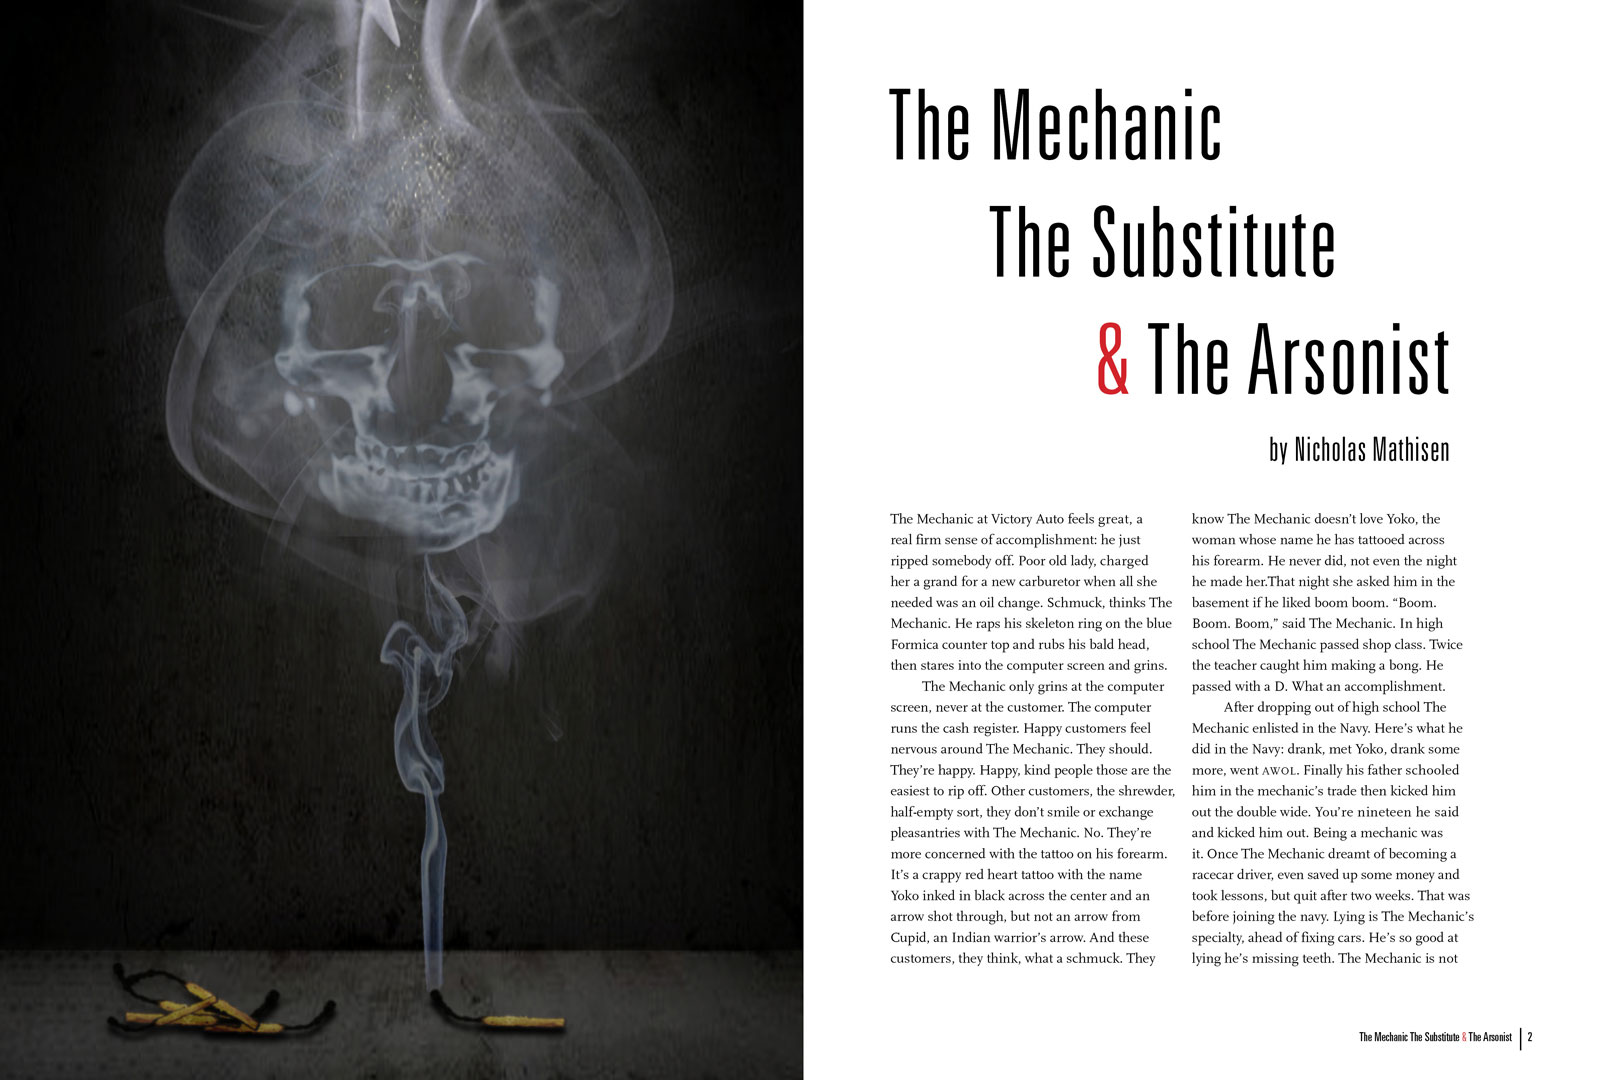 The Mechanic
The Substitute
& The Arsonist
by Nicholas Mathisen
The Mechanic at Victory Auto feels great, a
real firm sense of accomplishment: he just
ripped somebody off. Poor old lady, charged
her a grand for a new carburetor when all she
needed was an oil change. Schmuck, thinks The
Mechanic. He raps his skeleton ring on the blue
Formica counter top and rubs his bald head,
then stares into the computer screen and grins.
The Mechanic only grins at the computer
screen, never at the customer. The computer
runs the cash register. Happy customers feel
nervous around The Mechanic. They should.
They're happy. Happy, kind people those are the
easiest to rip off. Other customers, the shrewder,
half-empty sort, they don't smile or exchange
pleasantries with The Mechanic. No. They're
more concerned with the tattoo on his forearm.
It's a crappy red heart tattoo with the name
Yoko inked in black across the center and an
arrow shot through, but not an arrow from
Cupid, an Indian warrior's arrow. And these
customers, they think, what a schmuck. They
know The Mechanic doesn't love Yoko, the
woman whose name he has tattooed across
his forearm. He never did, not even the night
he made her.That night she asked him in the
basement if he liked boom boom. “Boom.
Boom. Boom,” said The Mechanic. In high
school The Mechanic passed shop class. Twice
the teacher caught him making a bong. He
passed with a D. What an accomplishment.
After dropping out of high school The
Mechanic enlisted in the Navy. Here's what he
did in the Navy: drank, met Yoko, drank some
more, went AWOL. Finally his father schooled
him in the mechanic's trade then kicked him
out the double wide. You're nineteen he said
and kicked him out. Being a mechanic was
it. Once The Mechanic dreamt of becoming a
racecar driver, even saved up some money and
took lessons, but quit after two weeks. That was
before joining the navy. Lying is The Mechanic's
specialty, ahead of fixing cars. He's so good at
lying he's missing teeth. The Mechanic is not
The Mechanic The Substitute & The Arsonist | 2